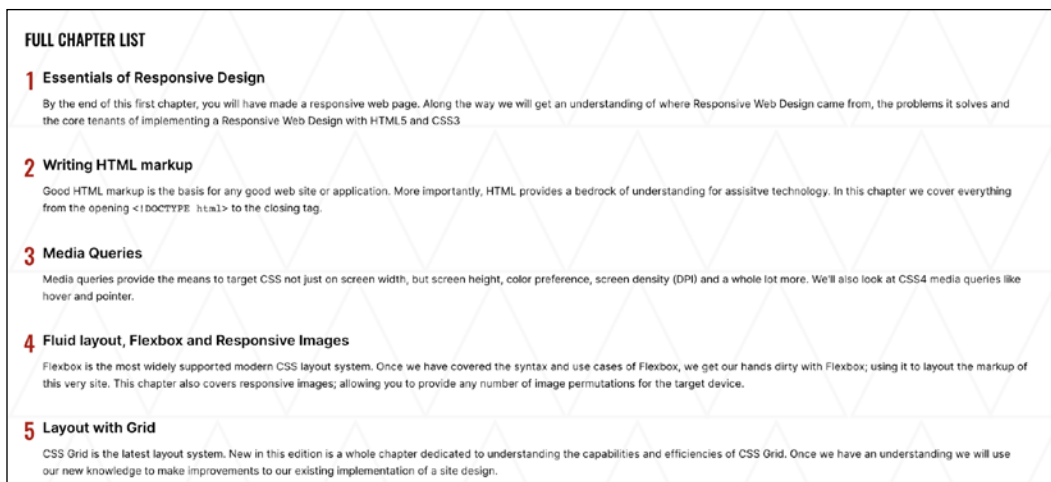 FULL CHAPTER LIST
1 Essentials of Responsive Design
By the end of this first chapter, you will have made a responsive web page. Along the way we will get an understanding of where Responsive Web Design came from, the problems it solves and
the core tenants of implementing a Responsive Web Design with HTML5 and CSS3
2 Writing HTML markup
Good HTML markup is the basis for any good web site or application. More importantly, HTML provides a bedrock of understanding for assisitve technology. In this chapter we cover everything
from the opening <!DOCTYPE html> to the closing tag.
3 Media Queries
Media queries provide the means to target CSS not just on screen width, but screen height, color preference, screen density (DPI) and a whole lot more. We'll also look at CSS4 media queries like
hover and pointer.
4 Fluid layout, Flexbox and Responsive Images
Flexbox is the most widely supported modern CSS layout system. Once we have covered the syntax and use cases of Flexbox, we get our hands dirty with Flexbox; using it to layout the markup of
this very site. This chapter also covers responsive images; allowing you to provide any number of image permutations for the target device.
5 Layout with Grid
CSS Grid is the latest layout system. New in this edition is a whole chapter dedicated to understanding the capabilities and efficiencies of CSS Grid. Once we have an understanding we will use
our new knowledge to make improvements to our existing implementation of a site design.